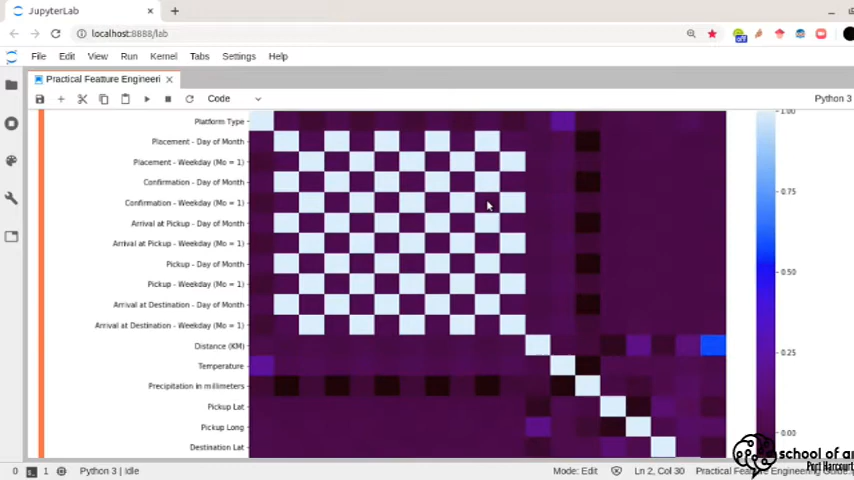 JupyterLab
localhost:8888/lab
off
File Edit View Run Kernel Tabs Settings Help
Practical Featture Engineeri
Code
Python 3
Platform Type
Placement - Day of Month
Placement - Weekday (Mo = 1)
Confirmation - Day of Month
Confirmation - Weekday (Mo = 1)
Arrival at Pickup - Day of Month
Arrival at Pickup - Weekday (Mo = 1)
Pickup - Day of Month
Pickup - Weekday (Mo = 1)
Arrival at Destination - Day of Month
Arrival at Destination - Weekday (Mo = 1)
Distance (KM)
Temperature
Precipitation in millimeters
Pickup Lat
Pickup Long
Destination Lat
1.00
0.75
0.50
0.25
0.00
school of a
Port Harcourt
0 1 Python 3 | Idle
Mode: Edit Ln 2, Col 30 Practical Engineering